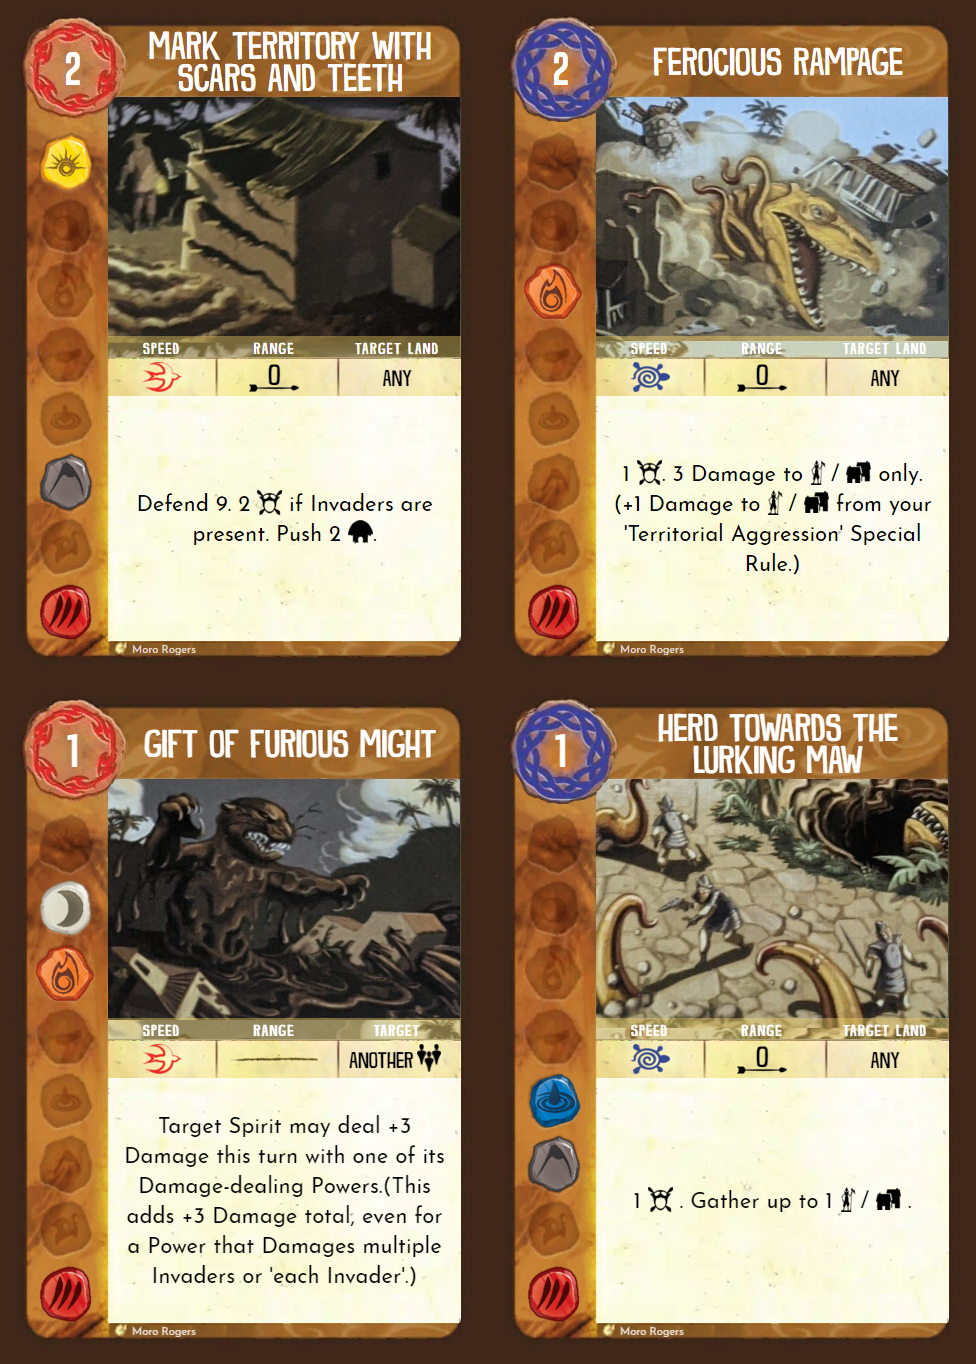 2
MARK TERRITORY WITH
SCARS AND TEETH
SPEED RANGE TARGET LAND
0 ANY
Defend 9. 2 if Invaders are
present. Push 2 .
Moro Rogers
2
FEROCIOUS RAMPAGE
SPEED RANGE TARGET LAND
0 ANY
1 . 3 Damage to / only.
(+1 Damage to / from your
'Territorial Aggression' Special
Rule.)
Moro Rogers
1
GIFT OF FURIOUS MIGHT
SPEED RANGE TARGET
ANOTHER
Target Spirit may deal +3
Damage this turn with one of its
Damage-dealing Powers.(This
adds +3 Damage total, even for
a Power that Damages multiple
Invaders or 'each Invader'.)
Moro Rogers
1
HERD TOWARDS THE
LURKING MAW
SPEED RANGE TARGET LAND
0 ANY
1 . Gather up to 1 / .
Moro Rogers